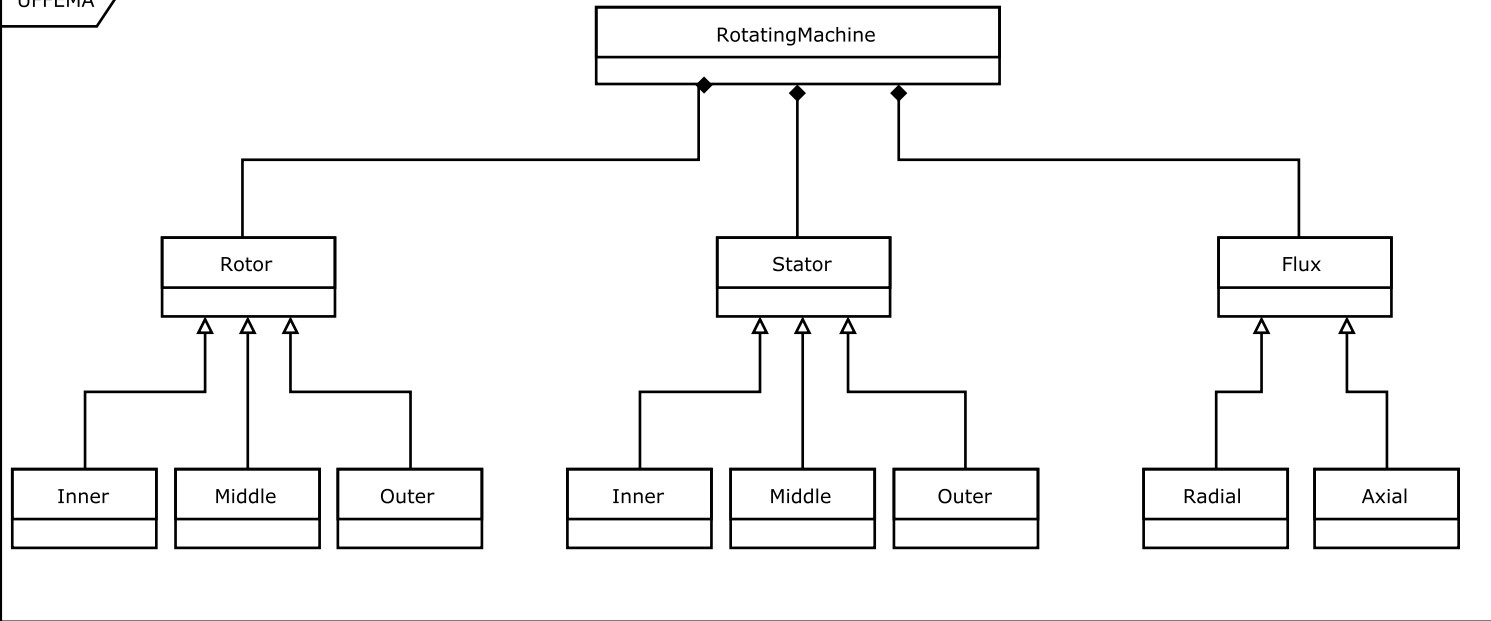 RotatingMachine
Rotor
Stator
Flux
Inner
Middle
Outer
Inner
Middle
Outer
Radial
Axial